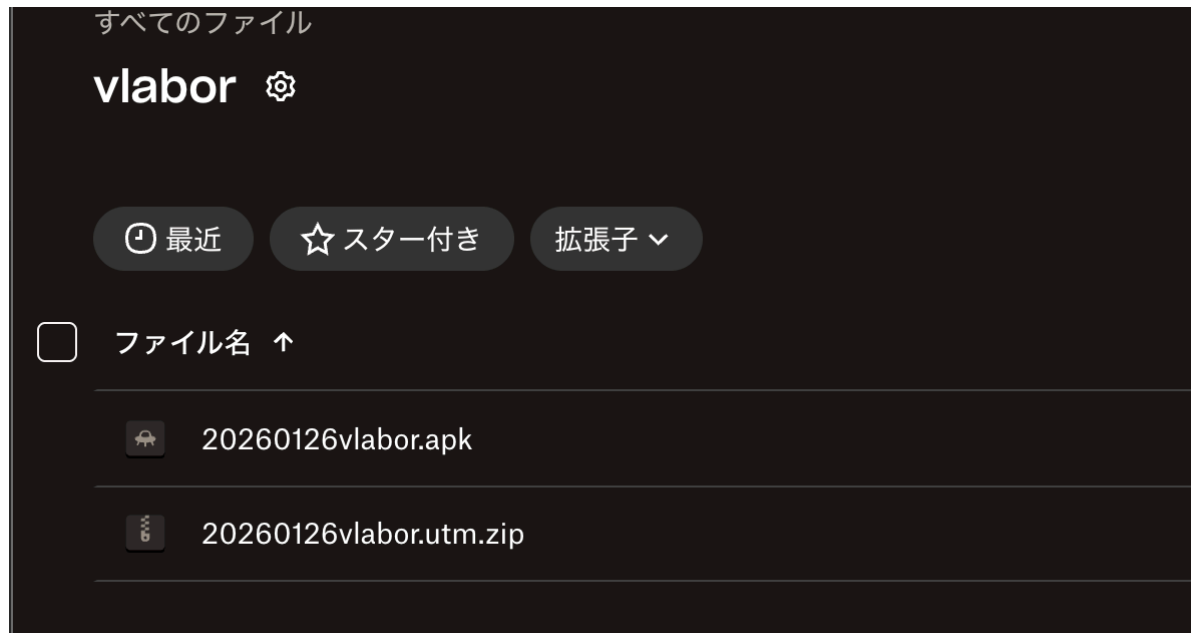 すべてのファイル
vlabor
最近 スター付き 拡張子
ファイル名 ↑
20260126vlabor.apk
20260126vlabor.utm.zip